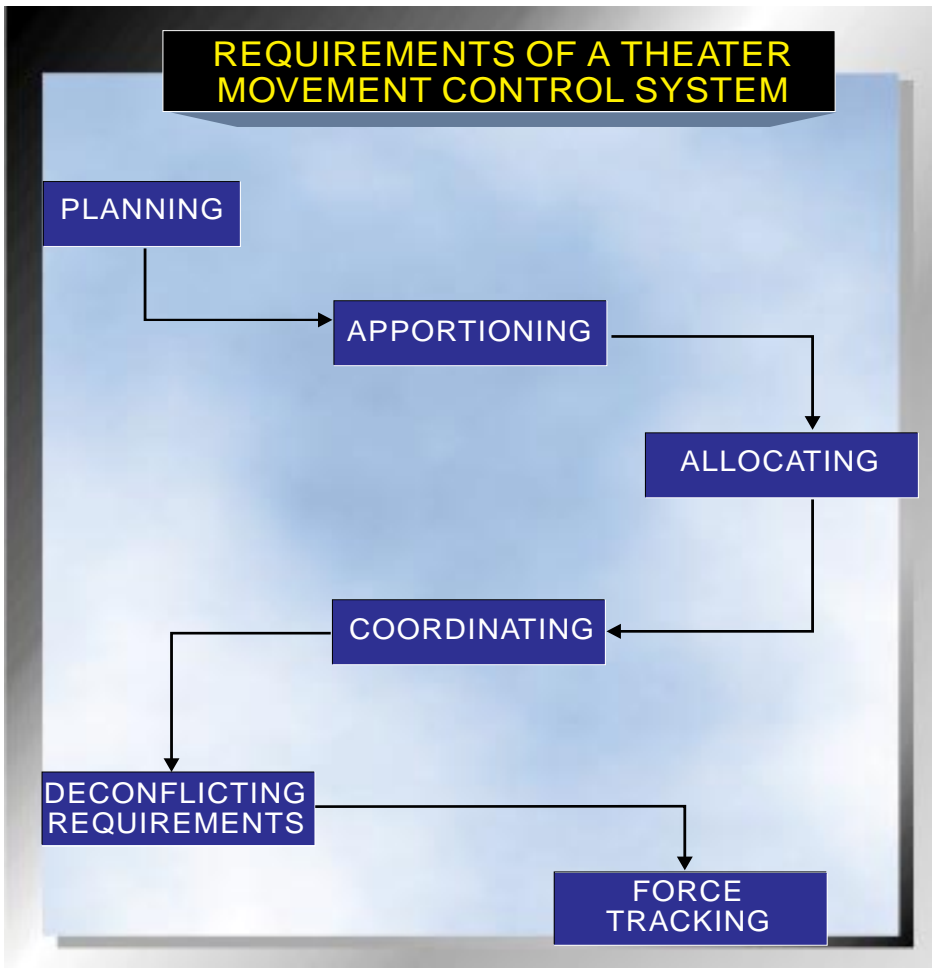 REQUIREMENTS OF A THEATER
MOVEMENT CONTROL SYSTEM
PLANNING
APPORTIONING
ALLOCATING
COORDINATING
DECONFLICTING
REQUIREMENTS
FORCE
TRACKING